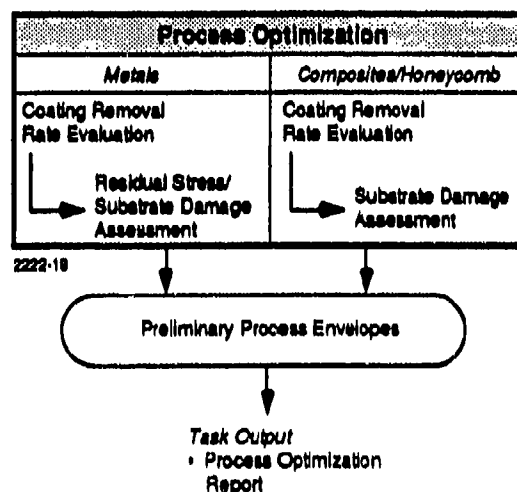 Process Optimization
Metals
Composites/Honeycomb
Coating Removal
Rate Evaluation
Residual Stress/
Substrate Damage
Assessment
Coating Removal
Rate Evaluation
Substrate Damage
Assessment
2222-18
Preliminary Process Envelopes
Task Output
• Process Optimization
Report